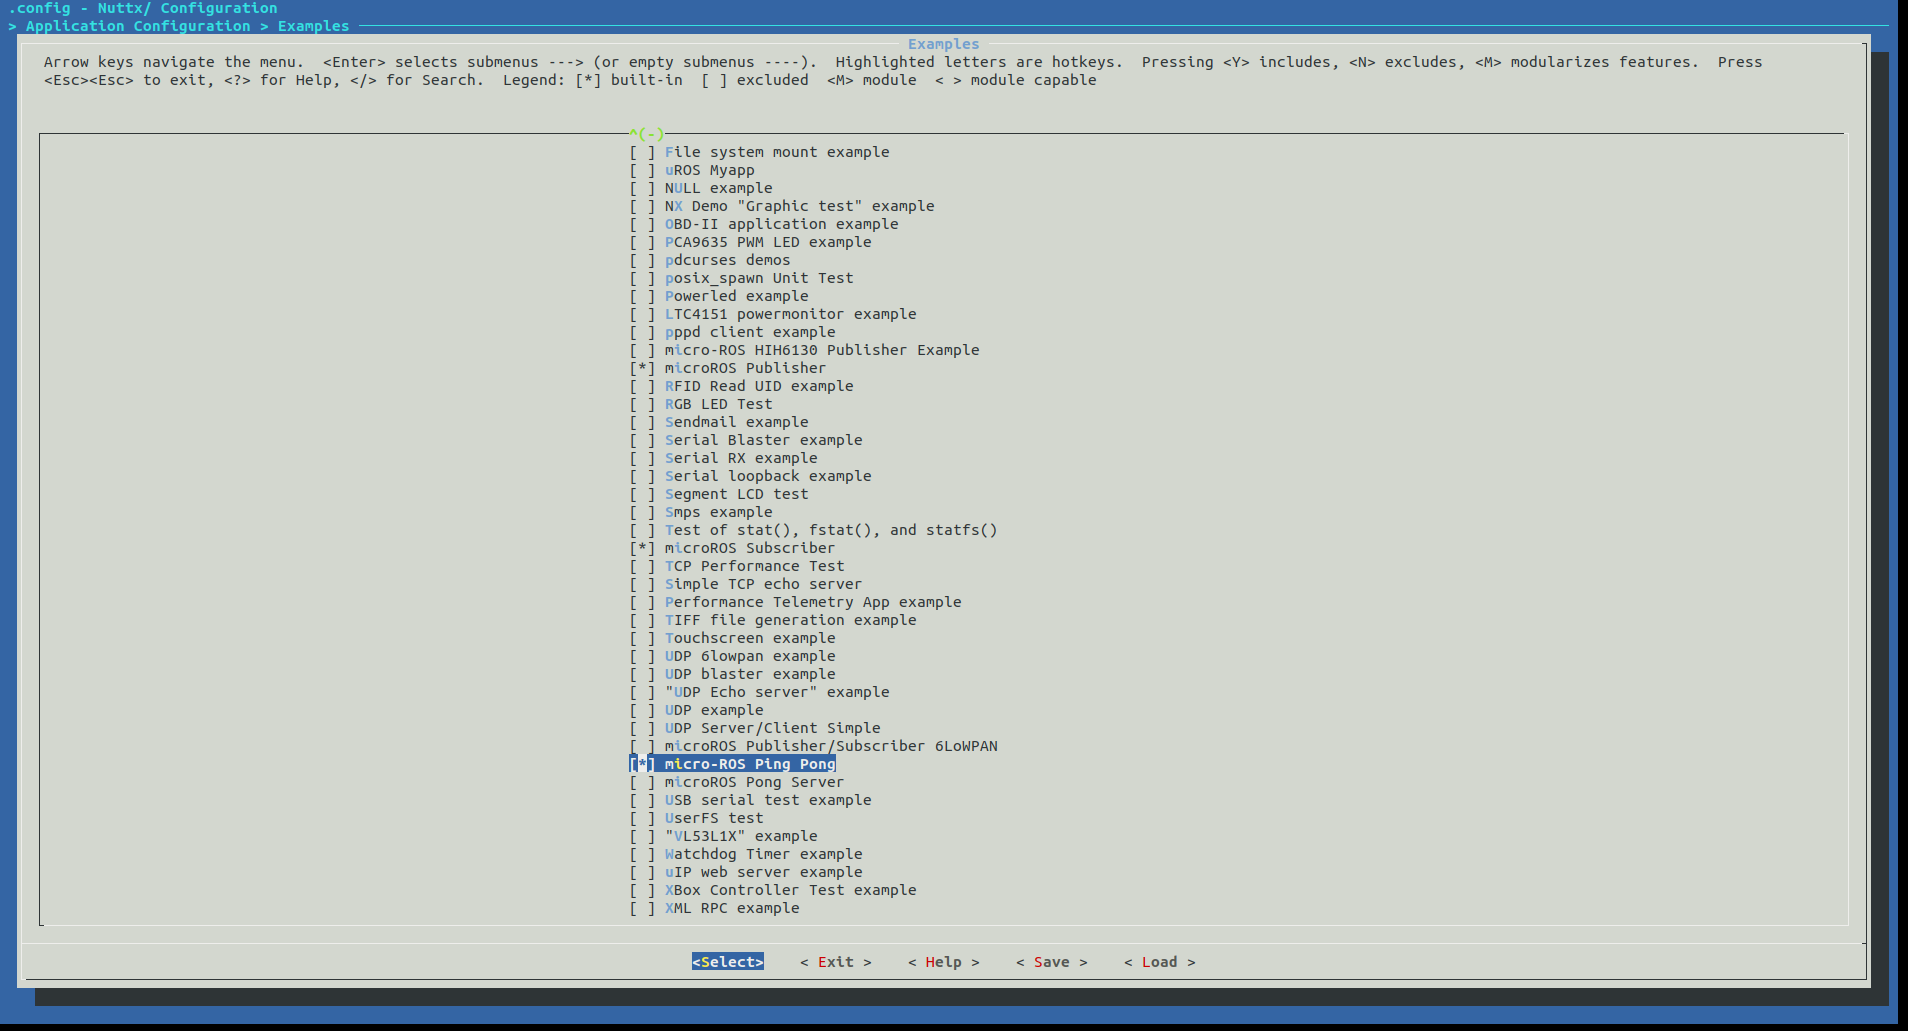 .config - Nuttx/ Configuration
> Application Configuration > Examples
Examples
Arrow keys navigate the menu.  <Enter> selects submenus ---> (or empty submenus ----).  Highlighted letters are hotkeys.  Pressing <Y> includes, <N> excludes, <M> modularizes features.  Press
<Esc><Esc> to exit, <?> for Help, </> for Search.  Legend: [*] built-in  [ ] excluded  <M> module  < > module capable
^(-)
[ ] File system mount example
[ ] uROS Myapp
[ ] NULL example
[ ] NX Demo "Graphic test" example
[ ] OBD-II application example
[ ] PCA9635 PWM LED example
[ ] pdcurses demos
[ ] posix_spawn Unit Test
[ ] Powerled example
[ ] LTC4151 powermonitor example
[ ] pppd client example
[ ] micro-ROS HIH6130 Publisher Example
[*] microROS Publisher
[ ] RFID Read UID example
[ ] RGB LED Test
[ ] Sendmail example
[ ] Serial Blaster example
[ ] Serial RX example
[ ] Serial loopback example
[ ] Segment LCD test
[ ] Smps example
[ ] Test of stat(), fstat(), and statfs()
[*] microROS Subscriber
[ ] TCP Performance Test
[ ] Simple TCP echo server
[ ] Performance Telemetry App example
[ ] TIFF file generation example
[ ] Touchscreen example
[ ] UDP 6lowpan example
[ ] UDP blaster example
[ ] "UDP Echo server" example
[ ] UDP example
[ ] UDP Server/Client Simple
[ ] microROS Publisher/Subscriber 6LoWPAN
[*] micro-ROS Ping Pong
[ ] microROS Pong Server
[ ] USB serial test example
[ ] UserFS test
[ ] "VL53L1X" example
[ ] Watchdog Timer example
[ ] uIP web server example
[ ] XBox Controller Test example
[ ] XML RPC example
<Select>    < Exit >    < Help >    < Save >    < Load >